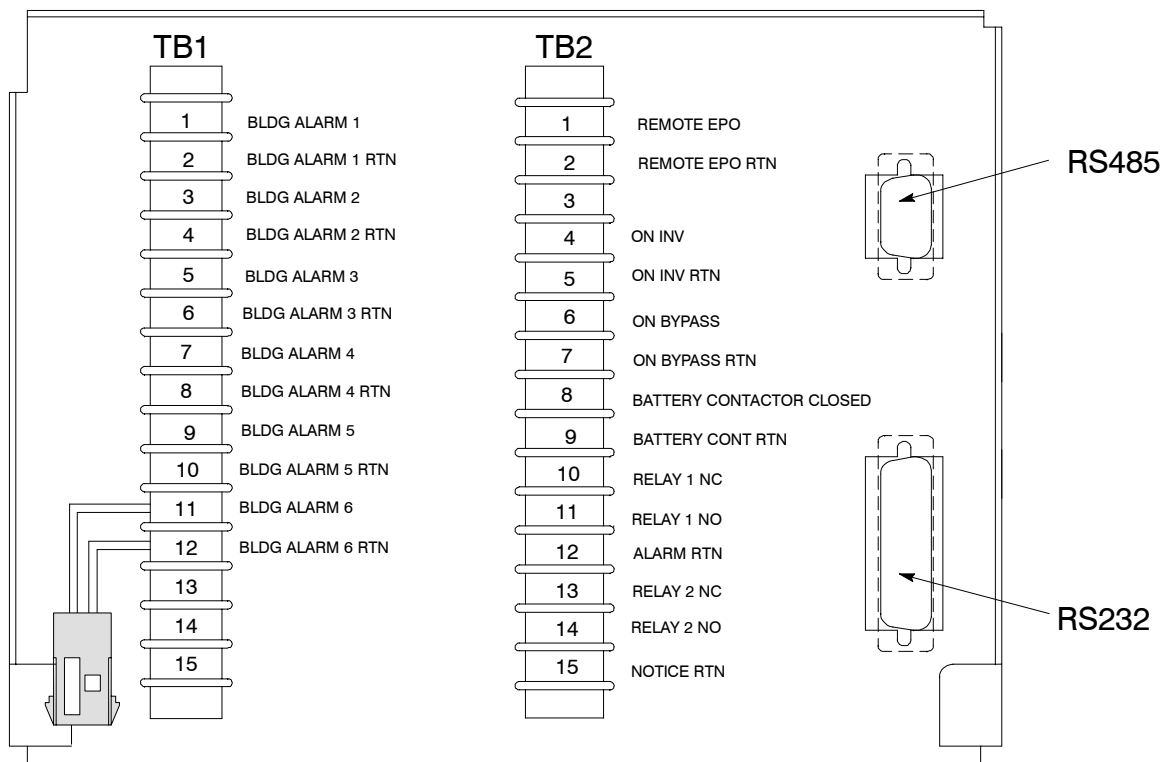 TB1
1 BLDG ALARM 1
2 BLDG ALARM 1 RTN
3 BLDG ALARM 2
4 BLDG ALARM 2 RTN
5 BLDG ALARM 3
6 BLDG ALARM 3 RTN
7 BLDG ALARM 4
8 BLDG ALARM 4 RTN
9 BLDG ALARM 5
10 BLDG ALARM 5 RTN
11 BLDG ALARM 6
12 BLDG ALARM 6 RTN
13
14
15
TB2
1 REMOTE EPO
2 REMOTE EPO RTN
3
4 ON INV
5 ON INV RTN
6 ON BYPASS
7 ON BYPASS RTN
8 BATTERY CONTACTOR CLOSED
9 BATTERY CONT RTN
10 RELAY 1 NC
11 RELAY 1 NO
12 ALARM RTN
13 RELAY 2 NC
14 RELAY 2 NO
15 NOTICE RTN
RS485
RS232